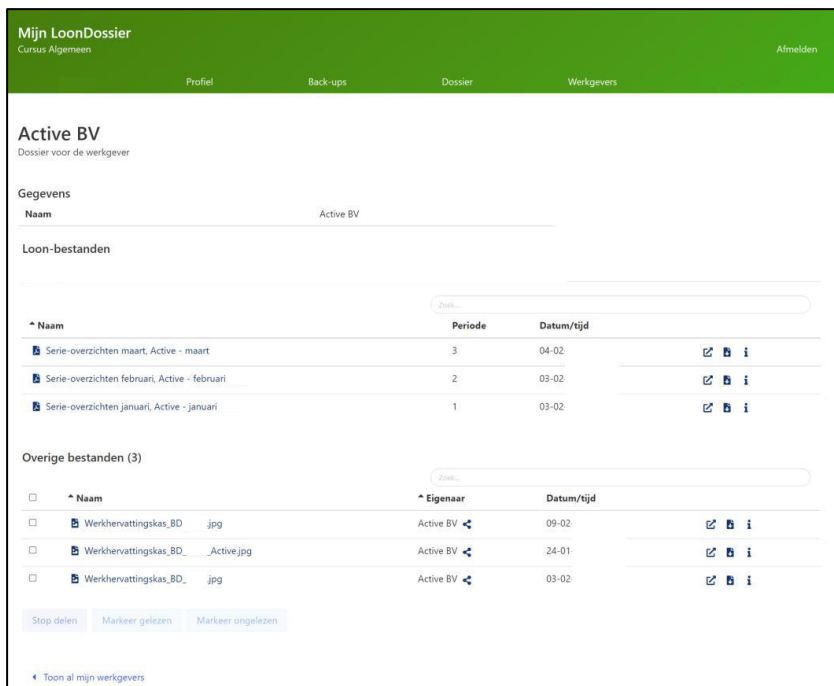 Mijn LoonDossier
Cursus Algemeen
Afmelden
Profiel Back-ups Dossier Werkgevers
Active BV
Dossier voor de werkgever
Gegevens
Naam Active BV
Loon-bestanden
Zoek...
Naam Periode Datum/tijd
Serie-overzichten maart, Active - maart 3 04-02
Serie-overzichten februari, Active - februari 2 03-02
Serie-overzichten januari, Active - januari 1 03-02
Overige bestanden (3)
Zoek...
Naam Eigenaar Datum/tijd
Werkhervattingskas_BD .jpg Active BV 09-02
Werkhervattingskas_BD_ _Active.jpg Active BV 24-01
Werkhervattingskas_BD_ .jpg Active BV 03-02
Stop delen Markeer gelezen Markeer ongelezen
Toon al mijn werkgevers